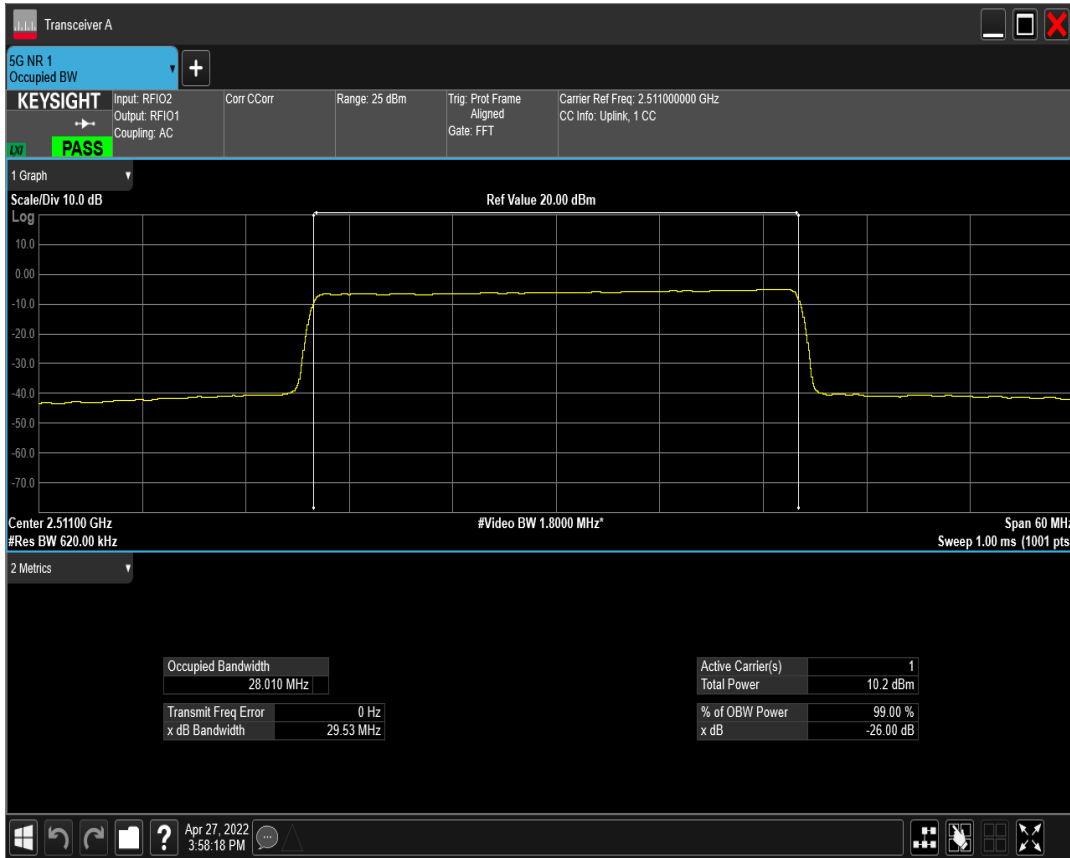 Transceiver A
5G NR 1
Occupied BW
KEYSIGHT
LXI
PASS
Input: RFIO2
Output: RFIO1
Coupling: AC
Corr CCorr
Range: 25 dBm
Trig: Prot Frame
Aligned
Gate: FFT
Carrier Ref Freq: 2.511000000 GHz
CC Info: Uplink, 1 CC
1 Graph
Scale/Div 10.0 dB
Ref Value 20.00 dBm
Log
10.0
0.00
-10.0
-20.0
-30.0
-40.0
-50.0
-60.0
-70.0
Center 2.51100 GHz
#Video BW 1.8000 MHz*
Span 60 MHz
#Res BW 620.00 kHz
Sweep 1.00 ms (1001 pts
2 Metrics
Occupied Bandwidth
28.010 MHz
Transmit Freq Error 0 Hz
x dB Bandwidth 29.53 MHz
Active Carrier(s) 1
Total Power 10.2 dBm
% of OBW Power 99.00 %
x dB -26.00 dB
Apr 27, 2022
3:58:18 PM